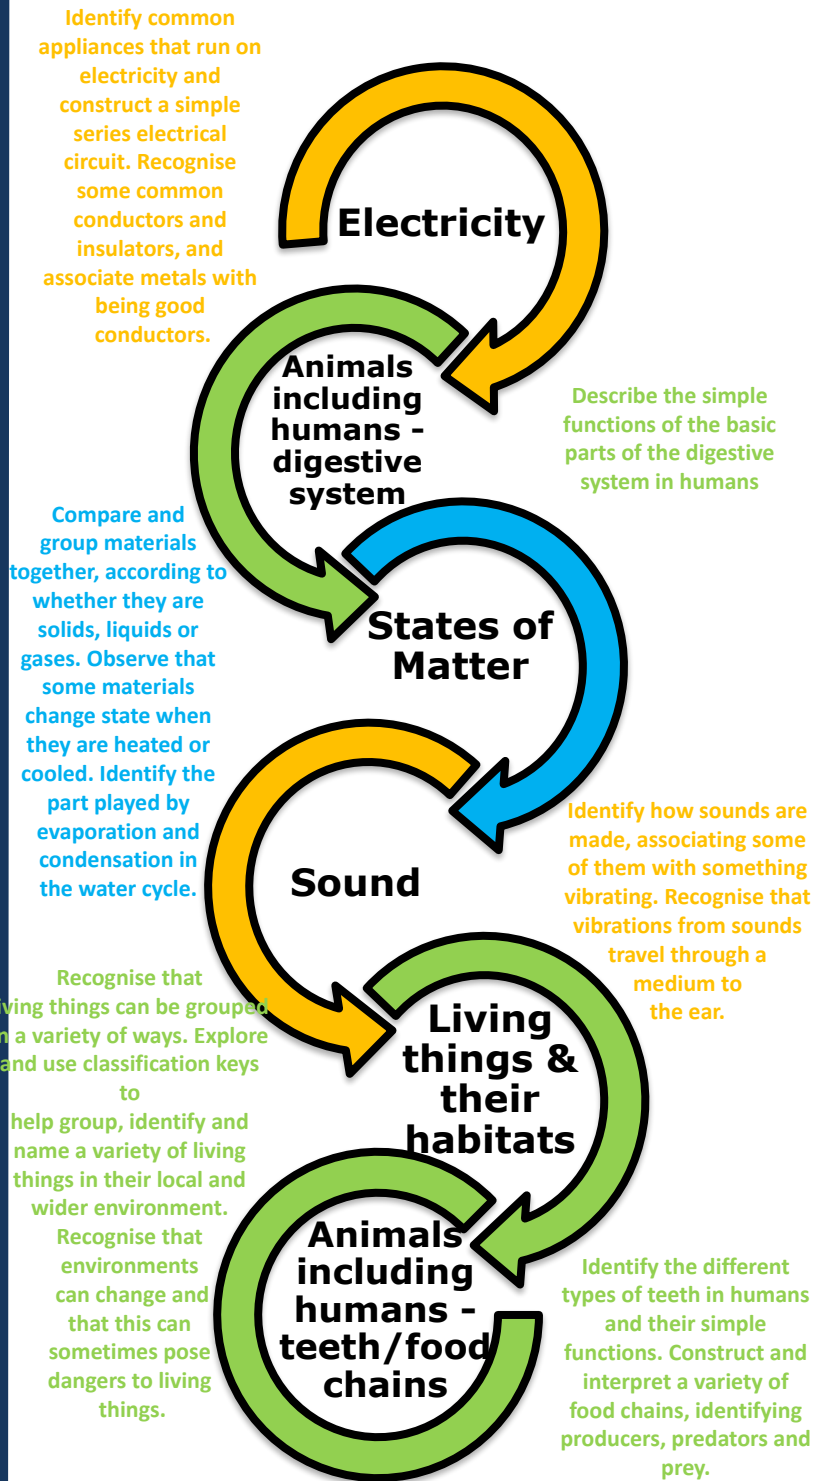 Identify common
appliances that run on
electricity and
construct a simple
series electrical
circuit. Recognise
some common
conductors and
insulators, and
associate metals with
being good
conductors.
Electricity
Animals
including
humans -
digestive
system
Describe the simple
functions of the basic
parts of the digestive
system in humans
Compare and
group materials
together, according to
whether they are
solids, liquids or
gases. Observe that
some materials
change state when
they are heated or
cooled. Identify the
part played by
evaporation and
condensation in
the water cycle.
States of
Matter
Sound
Identify how sounds are
made, associating some
of them with something
vibrating. Recognise that
vibrations from sounds
travel through a
medium to
the ear.
Recognise that
living things can be grouped
in a variety of ways. Explore
and use classification keys
to
help group, identify and
name a variety of living
things in their local and
wider environment.
Recognise that
environments
can change and
that this can
sometimes pose
dangers to living
things.
Living
things &
their
habitats
Animals
including
humans -
teeth/food
chains
Identify the different
types of teeth in humans
and their simple
functions. Construct and
interpret a variety of
food chains, identifying
producers, predators and
prey.